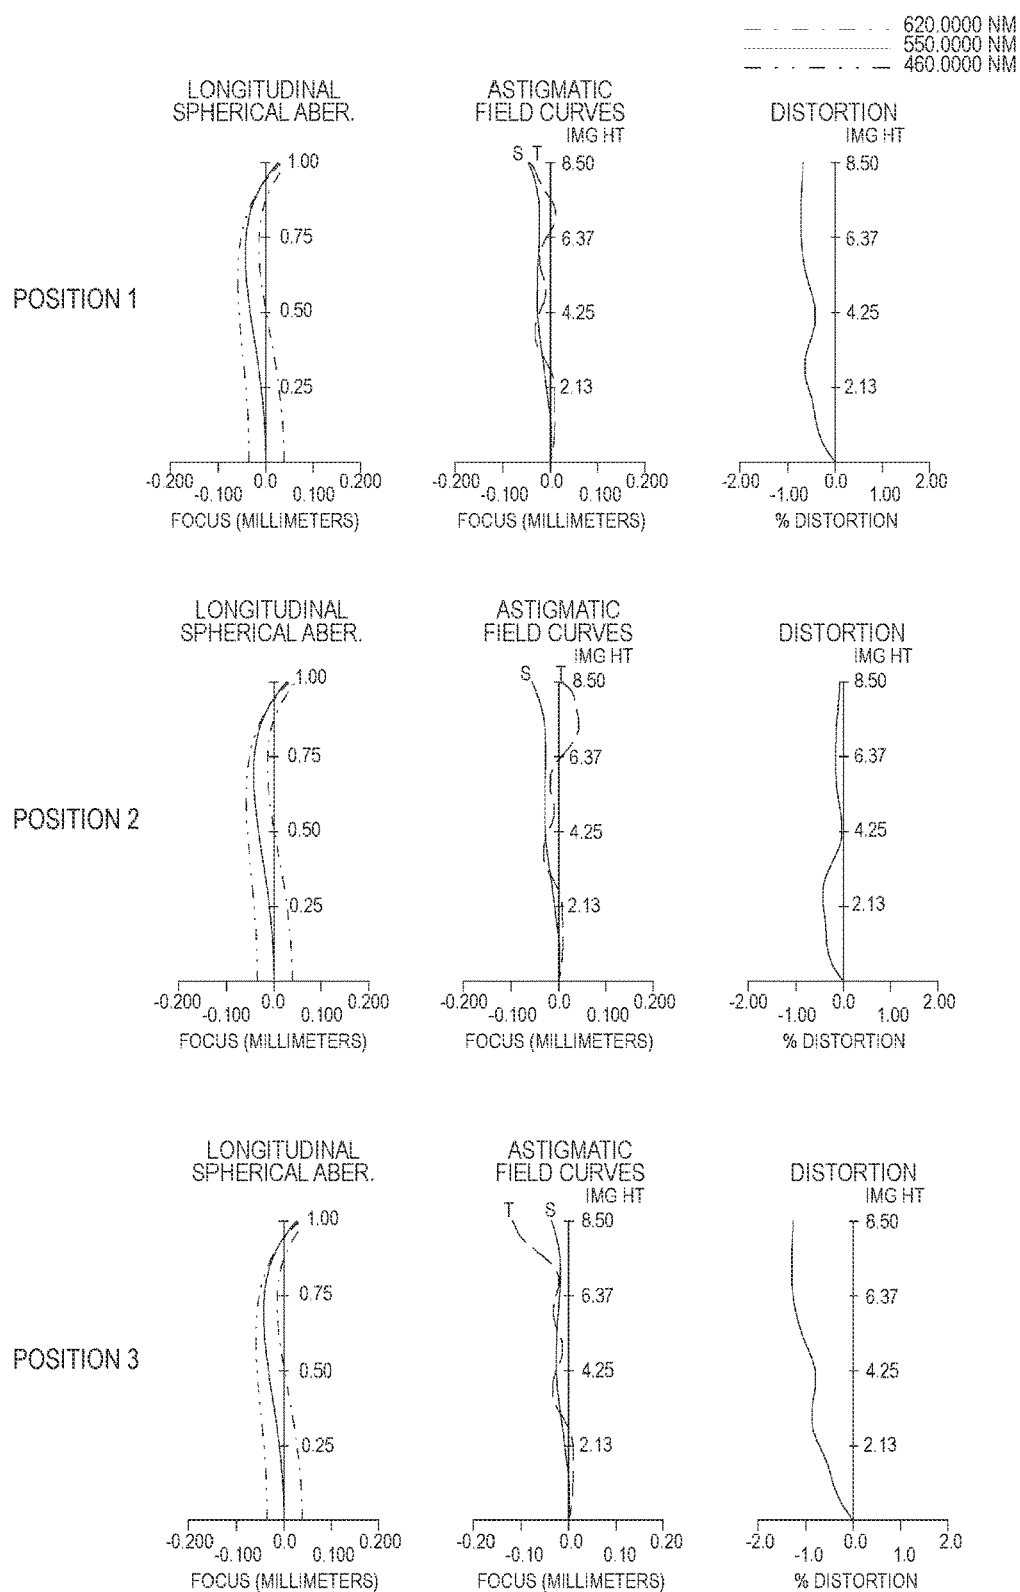 620.0000 NM
550.0000 NM
460.0000 NM
LONGITUDINAL
SPHERICAL ABER.
ASTIGMATIC
FIELD CURVES
IMG HT
DISTORTION
IMG HT
S T
1.00
8.50
8.50
0.75
6.37
6.37
POSITION 1
0.50
4.25
4.25
0.25
2.13
2.13
-0.200 0.0 0.200
-0.100 0.100
FOCUS (MILLIMETERS)
-0.200 0.0 0.200
-0.100 0.100
FOCUS (MILLIMETERS)
-2.00 0.0 2.00
-1.00 1.00
% DISTORTION
LONGITUDINAL
SPHERICAL ABER.
ASTIGMATIC
FIELD CURVES
IMG HT
DISTORTION
IMG HT
S T
1.00
8.50
8.50
0.75
6.37
6.37
POSITION 2
0.50
4.25
4.25
0.25
2.13
2.13
-0.200 0.0 0.200
-0.100 0.100
FOCUS (MILLIMETERS)
-0.200 0.0 0.200
-0.100 0.100
FOCUS (MILLIMETERS)
-2.00 0.0 2.00
-1.00 1.00
% DISTORTION
LONGITUDINAL
SPHERICAL ABER.
ASTIGMATIC
FIELD CURVES
IMG HT
DISTORTION
IMG HT
T S
1.00
8.50
8.50
0.75
6.37
6.37
POSITION 3
0.50
4.25
4.25
0.25
2.13
2.13
-0.200 0.0 0.200
-0.100 0.100
FOCUS (MILLIMETERS)
-0.20 0.0 0.20
-0.10 0.10
FOCUS (MILLIMETERS)
-2.0 0.0 2.0
-1.0 1.0
% DISTORTION